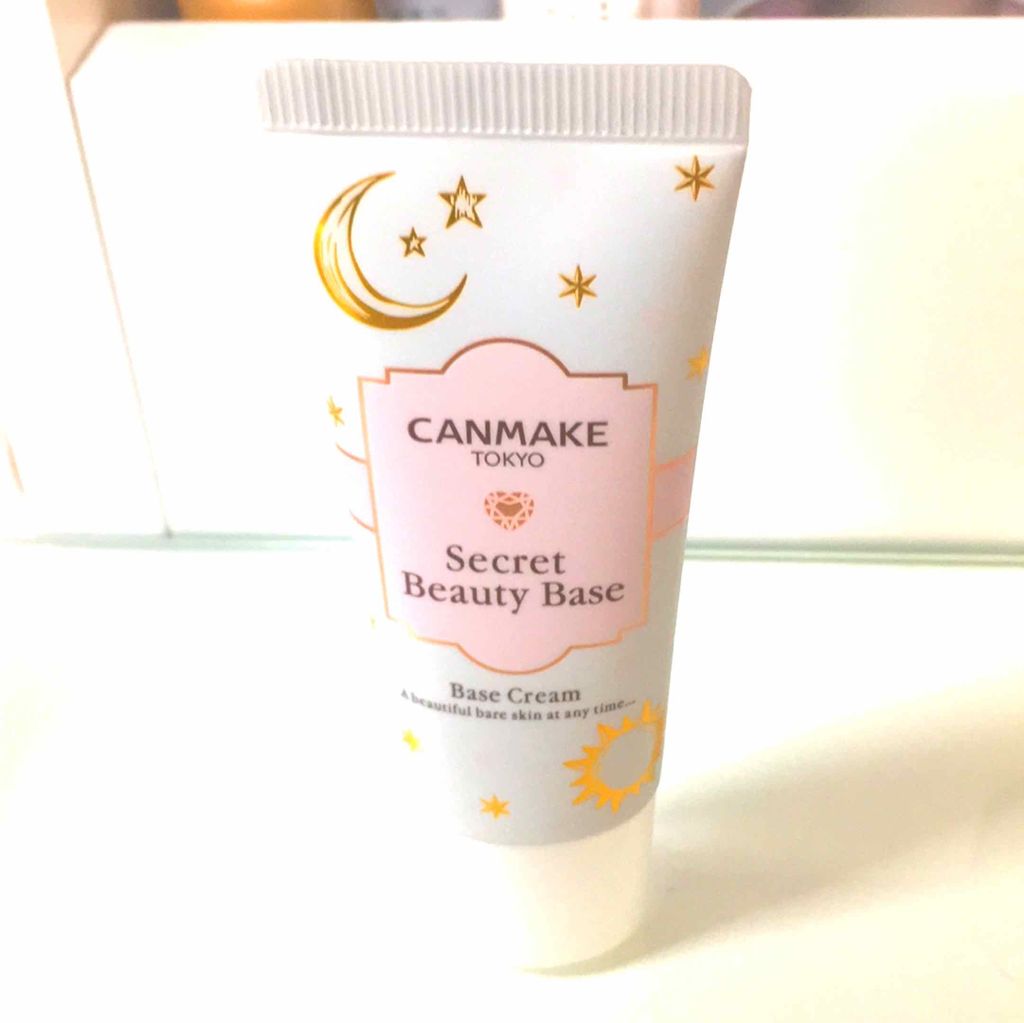 CANMAKE
TOKYO
Secret
Beauty Base
Base Cream
A beautiful bare skin at any time...